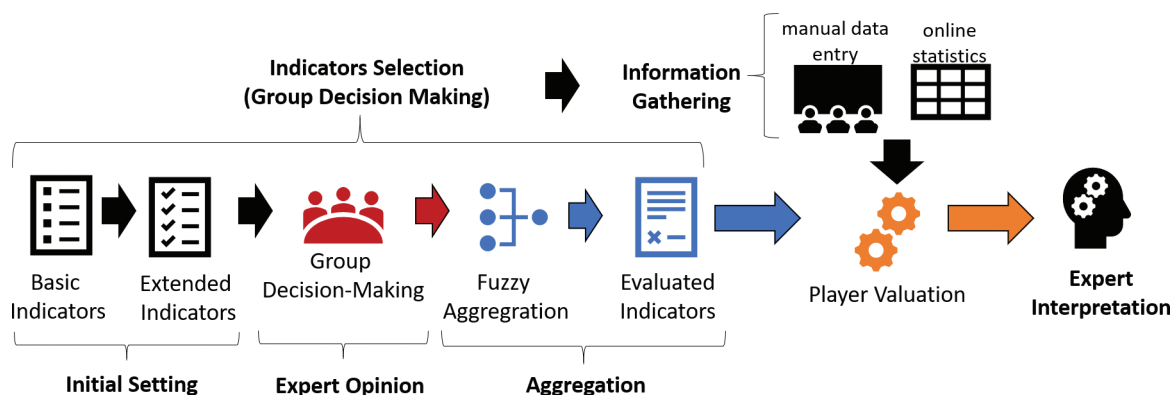 manual data
entry
online
statistics
Indicators Selection
(Group Decision Making)
Information
Gathering
Basic
Indicators
Extended
Indicators
Group
Decision-Making
Fuzzy
Aggregration
Evaluated
Indicators
Player Valuation
Expert
Interpretation
Initial Setting
Expert Opinion
Aggregation